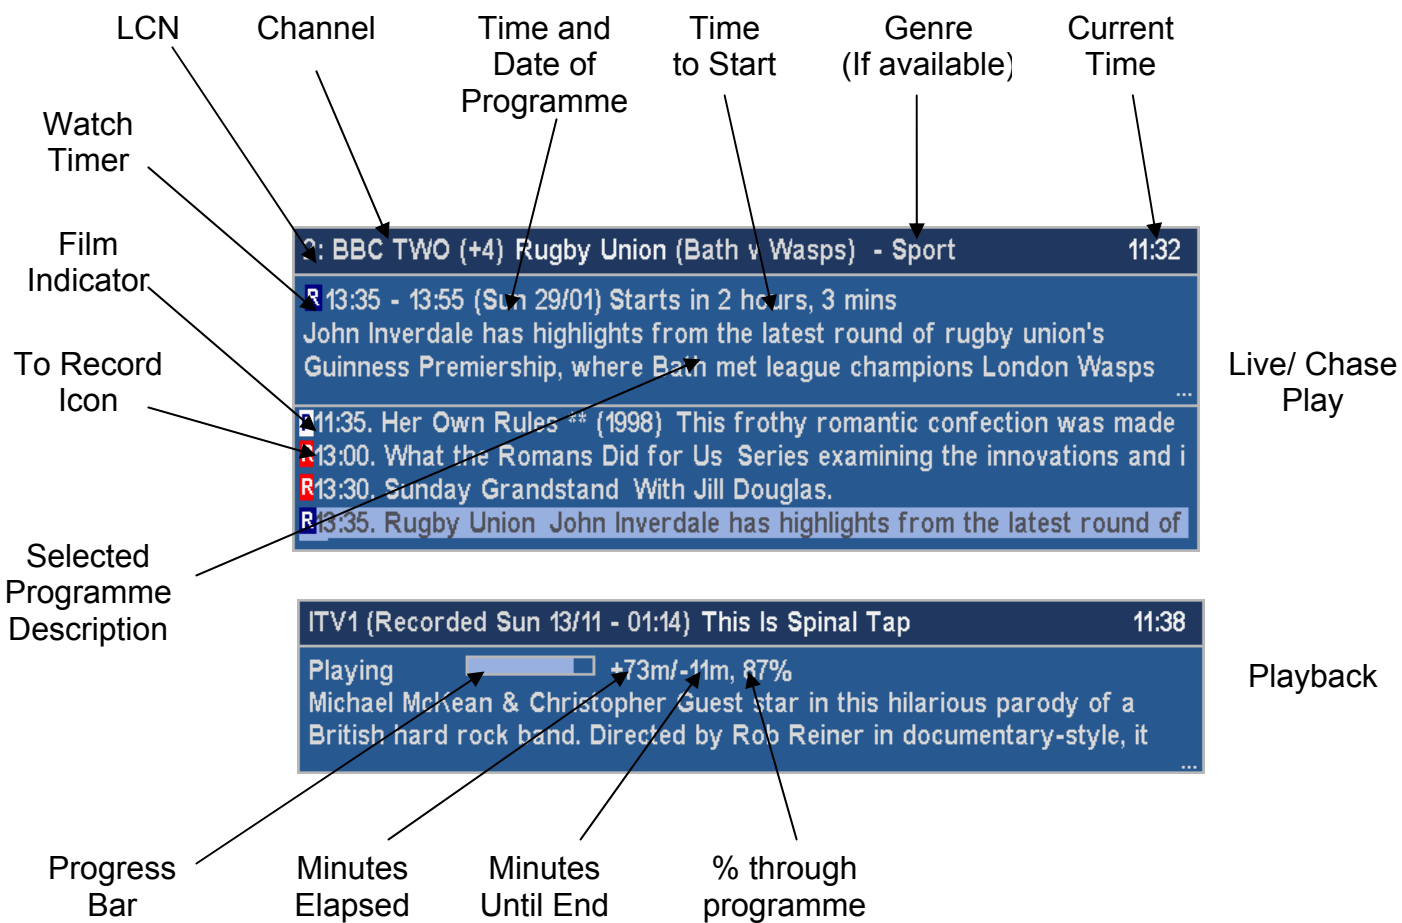 LCN
Channel
Time and
Date of
Programme
Time
to Start
Genre
(If available)
Current
Time
Watch
Timer
Film
Indicator
To Record
Icon
Selected
Programme
Description
: BBC TWO (+4) Rugby Union (Bath v Wasps) - Sport 11:32
R 13:35 - 13:55 (Sun 29/01) Starts in 2 hours, 3 mins
John Inverdale has highlights from the latest round of rugby union's
Guinness Premiership, where Bath met league champions London Wasps
...
11:35. Her Own Rules ** (1998) This frothy romantic confection was made
R 13:00. What the Romans Did for Us Series examining the innovations and i
R 13:30. Sunday Grandstand With Jill Douglas.
R 13:35. Rugby Union John Inverdale has highlights from the latest round of
Live/ Chase
Play
ITV1 (Recorded Sun 13/11 - 01:14) This Is Spinal Tap 11:38
Playing +73m/-11m, 87%
Michael McKean & Christopher Guest star in this hilarious parody of a
British hard rock band. Directed by Rob Reiner in documentary-style, it
...
Playback
Progress
Bar
Minutes
Elapsed
Minutes
Until End
% through
programme